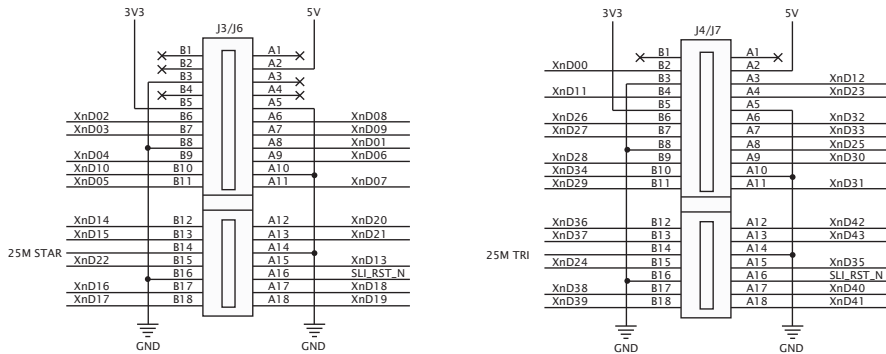 3V3 J3/J6 5V
B1 A1
B2 A2
B3 A3
B4 A4
B5 A5
XnD02 B6 A6 XnD08
XnD03 B7 A7 XnD09
B8 A8 XnD01
XnD04 B9 A9 XnD06
XnD10 B10 A10
XnD05 B11 A11 XnD07
XnD14 B12 A12 XnD20
XnD15 B13 A13 XnD21
25M STAR B14 A14
XnD22 B15 A15 XnD13
B16 A16 SLI_RST_N
XnD16 B17 A17 XnD18
XnD17 B18 A18 XnD19
GND GND
3V3 J4/J7 5V
B1 A1
XnD00 B2 A2
B3 A3 XnD12
XnD11 B4 A4 XnD23
B5 A5
XnD26 B6 A6 XnD32
XnD27 B7 A7 XnD33
B8 A8 XnD25
XnD28 B9 A9 XnD30
XnD34 B10 A10
XnD29 B11 A11 XnD31
XnD36 B12 A12 XnD42
XnD37 B13 A13 XnD43
25M TRI B14 A14
XnD24 B15 A15 XnD35
B16 A16 SLI_RST_N
XnD38 B17 A17 XnD40
XnD39 B18 A18 XnD41
GND GND